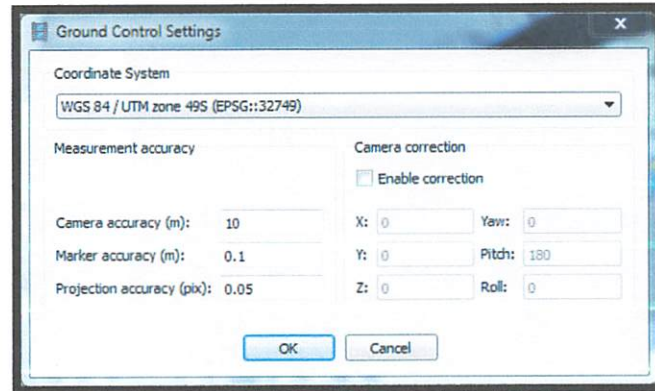 Ground Control Settings
X
Coordinate System
WGS 84 / UTM zone 49S (EPSG::32749)
Measurement accuracy
Camera accuracy (m): 10
Marker accuracy (m): 0.1
Projection accuracy (pix): 0.05
Camera correction
Enable correction
X: 0 Yaw: 0
Y: 0 Pitch: 180
Z: 0 Roll: 0
OK Cancel